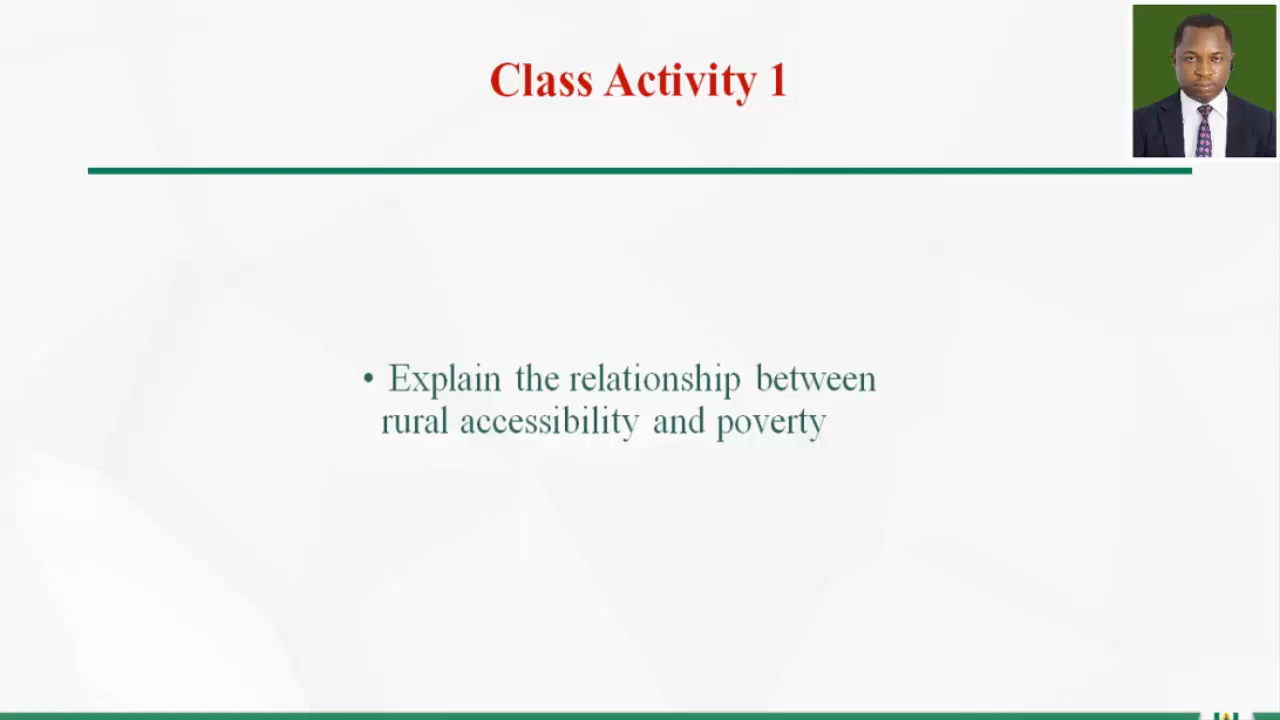 Class Activity 1
• Explain the relationship between
rural accessibility and poverty